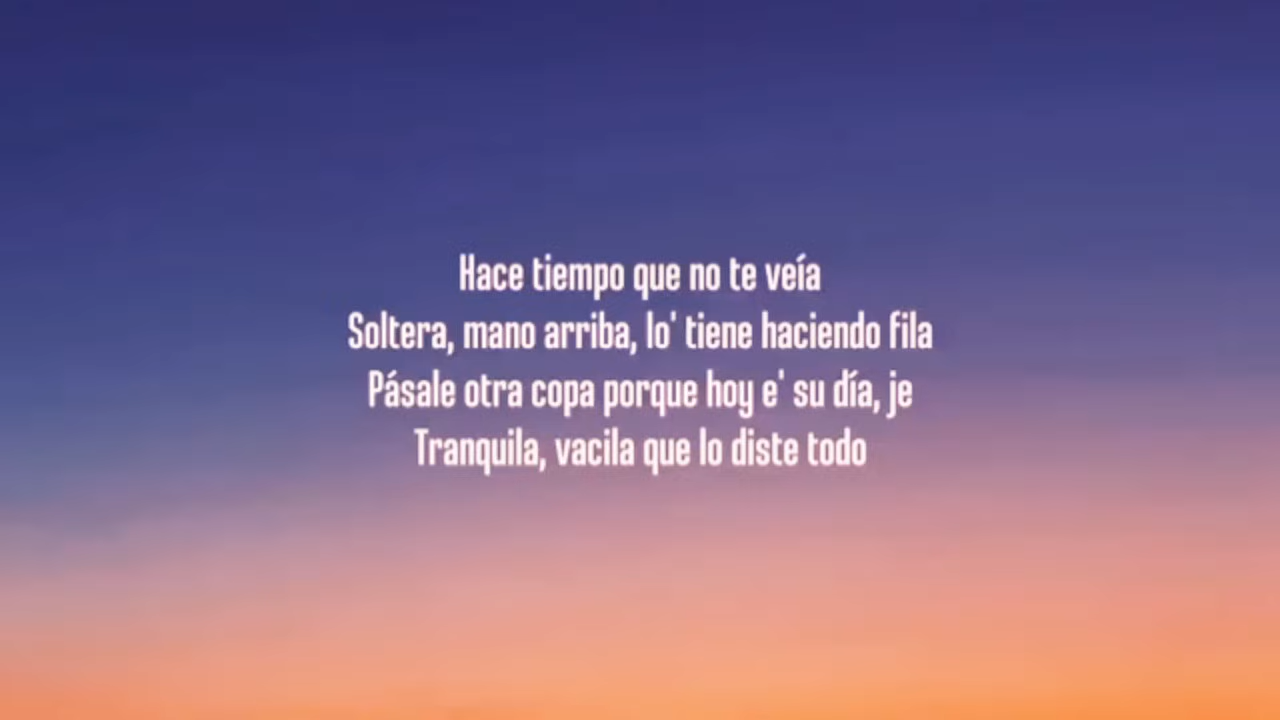 Hace tiempo que no te veía
Soltera, mano arriba, lo' tiene haciendo fila
Pásale otra copa porque hoy e' su día, je
Tranquila, vacila que lo diste todo